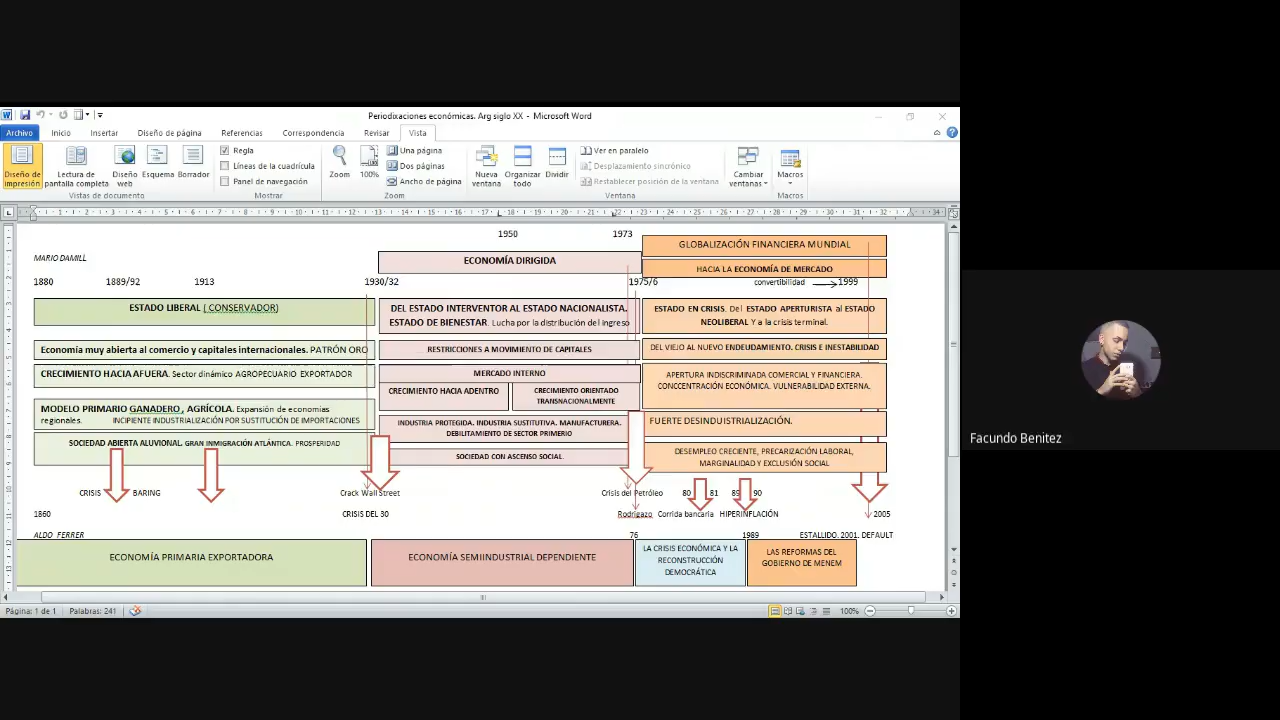 Periodixaciones económicas. Arg siglo XX - Microsoft Word
Archivo Inicio Insertar Diseño de página Referencias Correspondencia Revisar Vista
Diseño de impresión
Lectura de pantalla completa
Diseño web
Esquema
Borrador
Vistas de documento
Regla
Líneas de la cuadrícula
Panel de navegación
Mostrar
Zoom
100%
Una página
Dos páginas
Ancho de página
Zoom
Nueva ventana
Organizar todo
Dividir
Ver en paralelo
Desplazamiento sincrónico
Restablecer posición de la ventana
Ventana
Cambiar ventanas
Macros
Macros
1950 1973
GLOBALIZACIÓN FINANCIERA MUNDIAL
MARIO DAMILL
ECONOMÍA DIRIGIDA
HACIA LA ECONOMÍA DE MERCADO
1880 1889/92 1913 1930/32 1975/6 convertibilidad 1999
ESTADO LIBERAL ( CONSERVADOR)
DEL ESTADO INTERVENTOR AL ESTADO NACIONALISTA.
ESTADO DE BIENESTAR. Lucha por la distribución del ingreso
ESTADO EN CRISIS. Del ESTADO APERTURISTA al ESTADO
NEOLIBERAL Y a la crisis terminal.
Economía muy abierta al comercio y capitales internacionales. PATRÓN ORO
RESTRICCIONES A MOVIMIENTO DE CAPITALES
DEL VIEJO AL NUEVO ENDEUDAMIENTO. CRISIS E INESTABILIDAD
CRECIMIENTO HACIA AFUERA. Sector dinámico AGROPECUARIO EXPORTADOR
MERCADO INTERNO
CRECIMIENTO HACIA ADENTRO
CRECIMIENTO ORIENTADO
TRANSNACIONALMENTE
APERTURA INDISCRIMINADA COMERCIAL Y FINANCIERA.
CONCCENTRACIÓN ECONÓMICA. VULNERABILIDAD EXTERNA.
MODELO PRIMARIO GANADERO , AGRÍCOLA. Expansión de economías
regionales. INCIPIENTE INDUSTRIALIZACIÓN POR SUSTITUCIÓN DE IMPORTACIONES
INDUSTRIA PROTEGIDA. INDUSTRIA SUSTITUTIVA. MANUFACTURERA.
DEBILITAMIENTO DE SECTOR PRIMERIO
FUERTE DESINDUISTRIALIZACIÓN.
SOCIEDAD ABIERTA ALUVIONAL. GRAN INMIGRACIÓN ATLÁNTICA. PROSPERIDAD
SOCIEDAD CON ASCENSO SOCIAL.
DESEMPLEO CRECIENTE, PRECARIZACIÓN LABORAL,
MARGINALIDAD Y EXCLUSIÓN SOCIAL
CRISIS BARING Crack Wall Street Crisis del Petróleo 80 81 89 90
1860 CRISIS DEL 30 Rodrigazo Corrida bancaria HIPERINFLACIÓN 2005
ALDO FERRER 76 1989 ESTALLIDO. 2001. DEFAULT
ECONOMÍA PRIMARIA EXPORTADORA
ECONOMÍA SEMIINDUSTRIAL DEPENDIENTE
LA CRISIS ECONÓMICA Y LA
RECONSTRUCCIÓN
DEMOCRÁTICA
LAS REFORMAS DEL
GOBIERNO DE MENEM
Página: 1 de 1 Palabras: 241 100%
Facundo Benitez